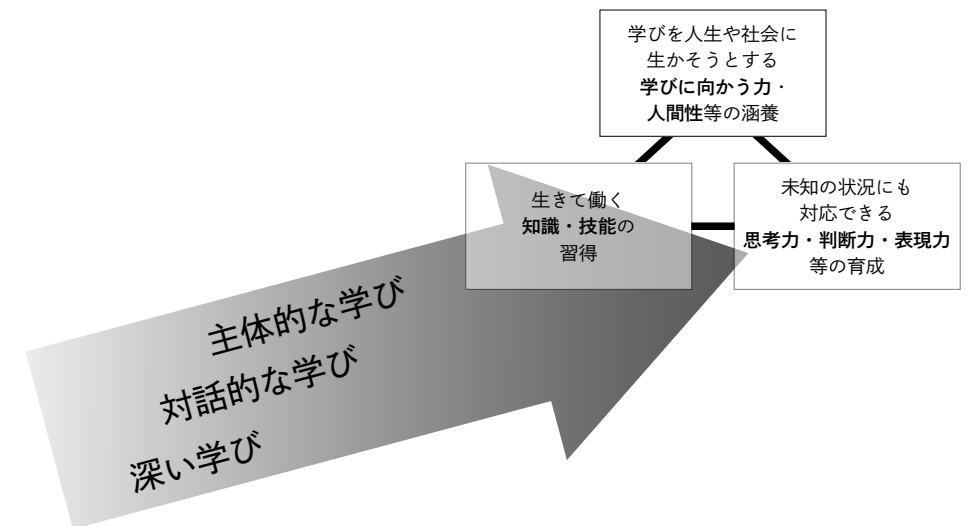 学びを人生や社会に
生かそうとする
学びに向かう力・
人間性等の涵養
生きて働く
知識・技能の
習得
未知の状況にも
対応できる
思考力・判断力・表現力
等の育成
主体的な学び
対話的な学び
深い学び